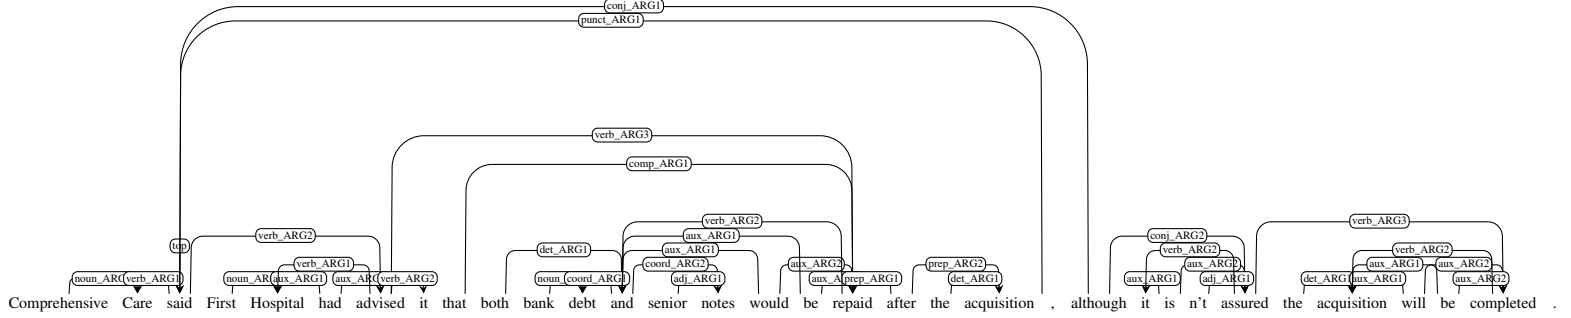 conj_ARG1
punct_ARG1
verb_ARG3
comp_ARG1
verb_ARG2 verb_ARG3
top verb_ARG2 aux_ARG1 conj_ARG2
det_ARG1 aux_ARG1 verb_ARG2 verb_ARG2
verb_ARG1 coord_ARG2 aux_ARG2 prep_ARG2 aux_ARG2 aux_ARG1 aux_ARG2
verb_ARG1 aux_ARG1 verb_ARG2 coord_ARG1 adj_ARG1 prep_ARG1 det_ARG1 aux_ARG1 adj_ARG1 aux_ARG1 aux_ARG2
Comprehensive Care said First Hospital had advised it that both bank debt and senior notes would be repaid after the acquisition , although it is n't assured the acquisition will be completed .